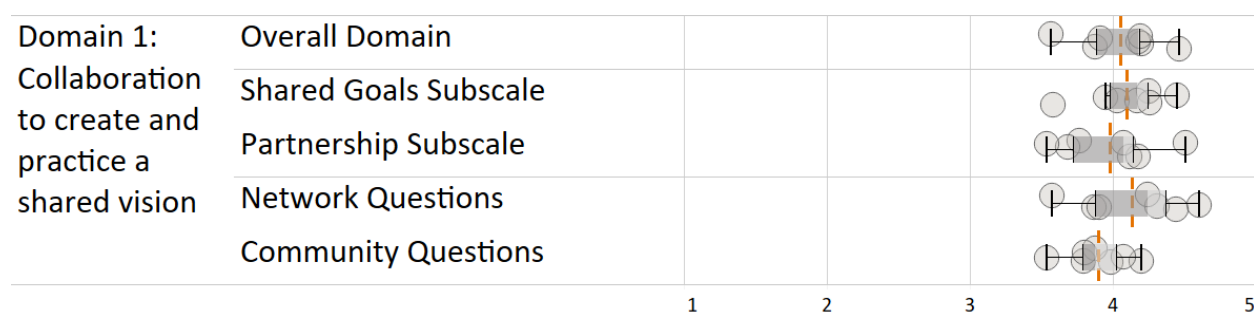 Domain 1:
Collaboration
to create and
practice a
shared vision
Overall Domain
Shared Goals Subscale
Partnership Subscale
Network Questions
Community Questions
1 2 3 4 5